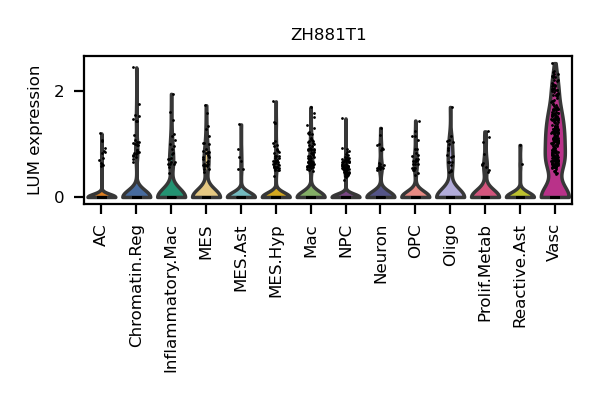 ZH881T1
LUM expression
2
0
AC
Chromatin.Reg
Inflammatory.Mac
MES
MES.Ast
MES.Hyp
Mac
NPC
Neuron
OPC
Oligo
Prolif.Metab
Reactive.Ast
Vasc